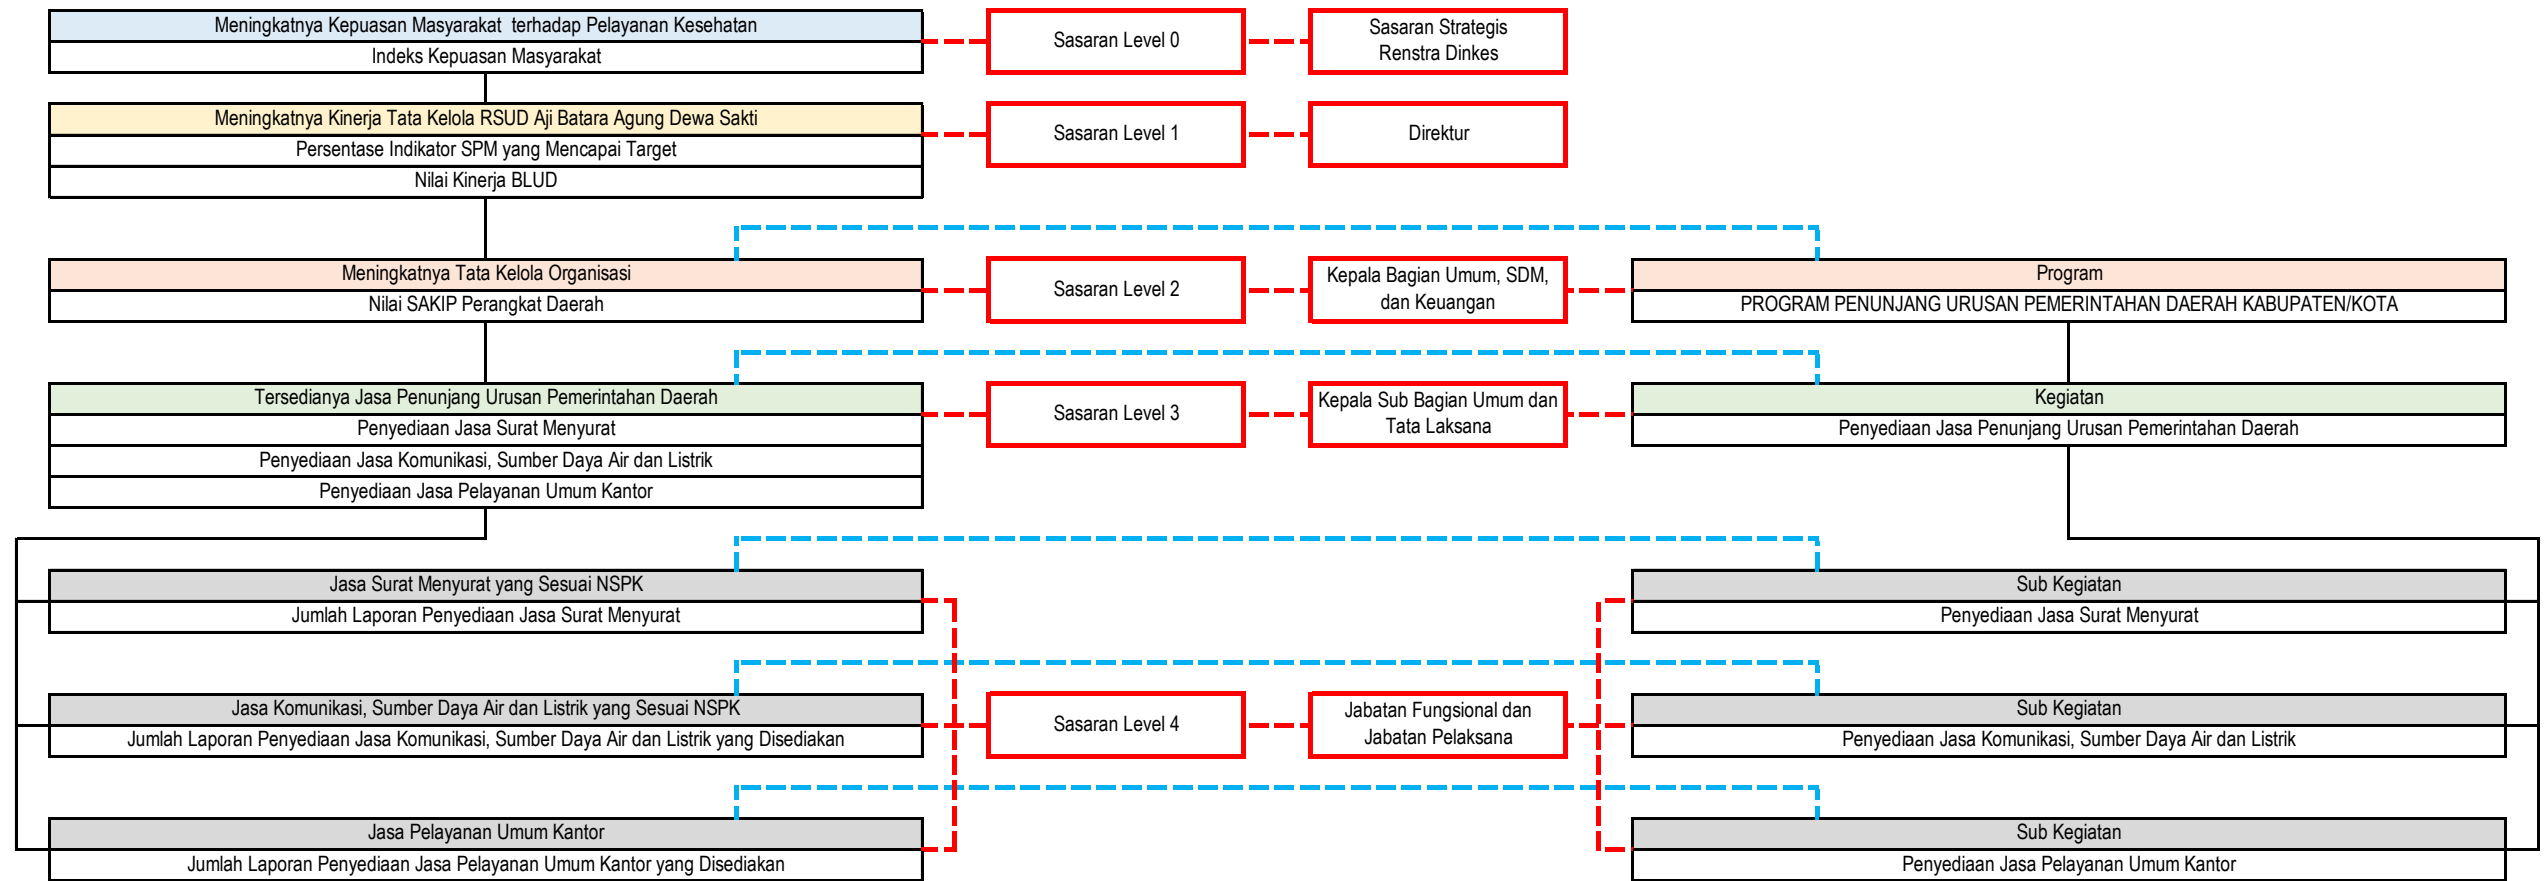 Meningkatnya Kepuasan Masyarakat  terhadap Pelayanan Kesehatan
Indeks Kepuasan Masyarakat
Sasaran Level 0
Sasaran Strategis
Renstra Dinkes
Meningkatnya Kinerja Tata Kelola RSUD Aji Batara Agung Dewa Sakti
Persentase Indikator SPM yang Mencapai Target
Nilai Kinerja BLUD
Sasaran Level 1
Direktur
Meningkatnya Tata Kelola Organisasi
Nilai SAKIP Perangkat Daerah
Sasaran Level 2
Kepala Bagian Umum, SDM,
dan Keuangan
Program
PROGRAM PENUNJANG URUSAN PEMERINTAHAN DAERAH KABUPATEN/KOTA
Tersedianya Jasa Penunjang Urusan Pemerintahan Daerah
Penyediaan Jasa Surat Menyurat
Penyediaan Jasa Komunikasi, Sumber Daya Air dan Listrik
Penyediaan Jasa Pelayanan Umum Kantor
Sasaran Level 3
Kepala Sub Bagian Umum dan
Tata Laksana
Kegiatan
Penyediaan Jasa Penunjang Urusan Pemerintahan Daerah
Jasa Surat Menyurat yang Sesuai NSPK
Jumlah Laporan Penyediaan Jasa Surat Menyurat
Sub Kegiatan
Penyediaan Jasa Surat Menyurat
Jasa Komunikasi, Sumber Daya Air dan Listrik yang Sesuai NSPK
Jumlah Laporan Penyediaan Jasa Komunikasi, Sumber Daya Air dan Listrik yang Disediakan
Sasaran Level 4
Jabatan Fungsional dan
Jabatan Pelaksana
Sub Kegiatan
Penyediaan Jasa Komunikasi, Sumber Daya Air dan Listrik
Jasa Pelayanan Umum Kantor
Jumlah Laporan Penyediaan Jasa Pelayanan Umum Kantor yang Disediakan
Sub Kegiatan
Penyediaan Jasa Pelayanan Umum Kantor